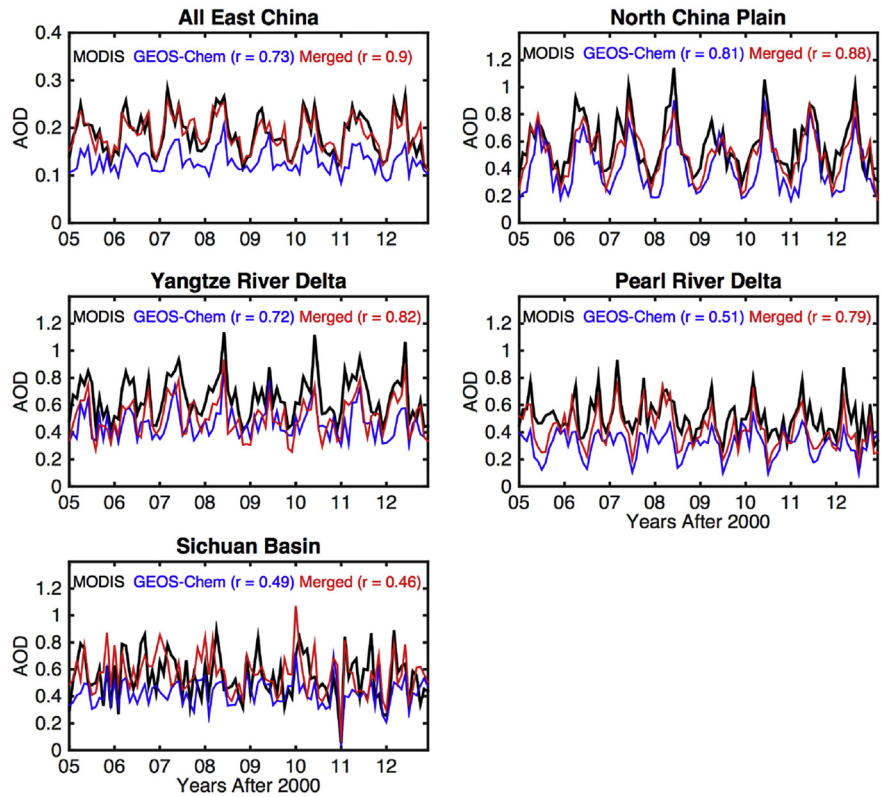 All East China
MODIS GEOS-Chem (r = 0.73) Merged (r = 0.9)
AOD
0.4
0.3
0.2
0.1
0
05 06 07 08 09 10 11 12
North China Plain
MODIS GEOS-Chem (r = 0.81) Merged (r = 0.88)
AOD
1.2
1
0.8
0.6
0.4
0.2
0
05 06 07 08 09 10 11 12
Yangtze River Delta
MODIS GEOS-Chem (r = 0.72) Merged (r = 0.82)
AOD
1.2
1
0.8
0.6
0.4
0.2
0
05 06 07 08 09 10 11 12
Pearl River Delta
MODIS GEOS-Chem (r = 0.51) Merged (r = 0.79)
AOD
1.2
1
0.8
0.6
0.4
0.2
0
05 06 07 08 09 10 11 12
Years After 2000
Sichuan Basin
MODIS GEOS-Chem (r = 0.49) Merged (r = 0.46)
AOD
1.2
1
0.8
0.6
0.4
0.2
0
05 06 07 08 09 10 11 12
Years After 2000